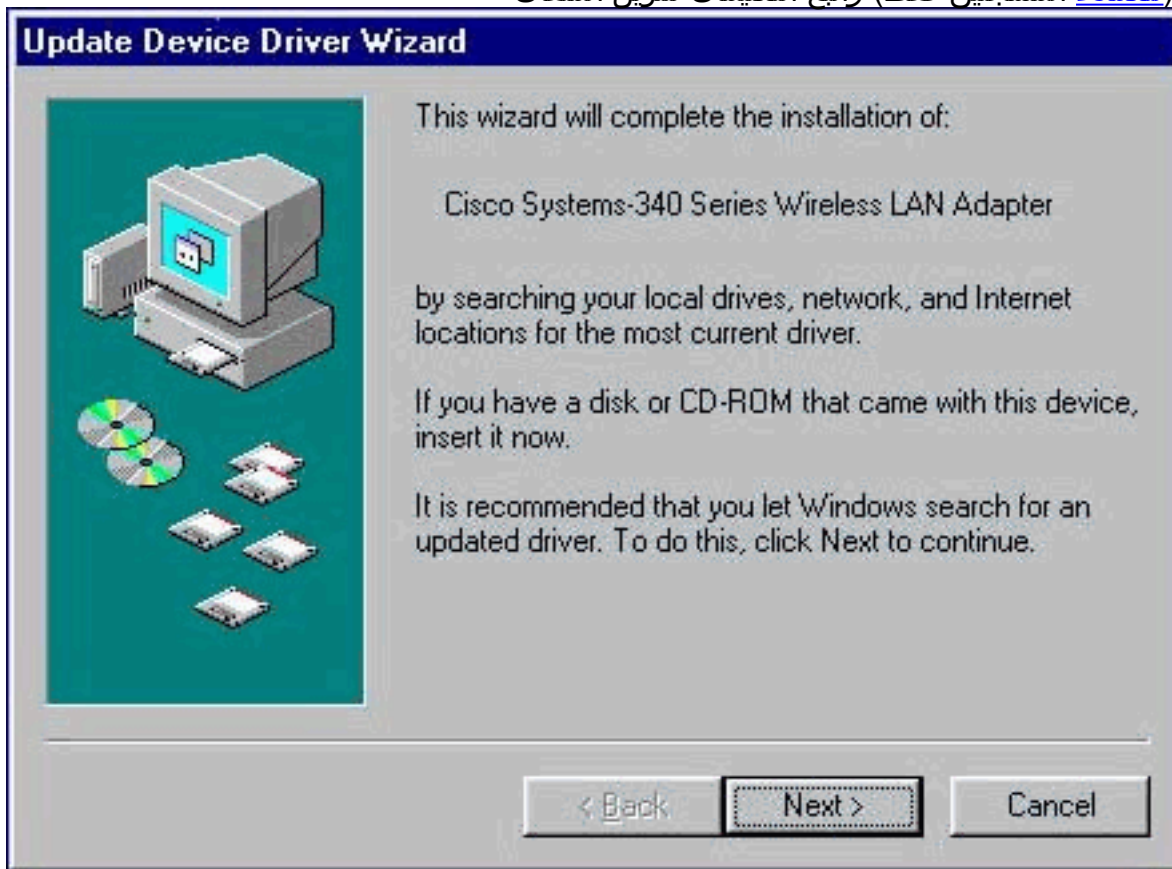 Update Device Driver Wizard
This wizard will complete the installation of:
Cisco Systems-340 Series Wireless LAN Adapter
by searching your local drives, network, and Internet
locations for the most current driver.
If you have a disk or CD-ROM that came with this device,
insert it now.
It is recommended that you let Windows search for an
updated driver. To do this, click Next to continue.
< Back
Next >
Cancel